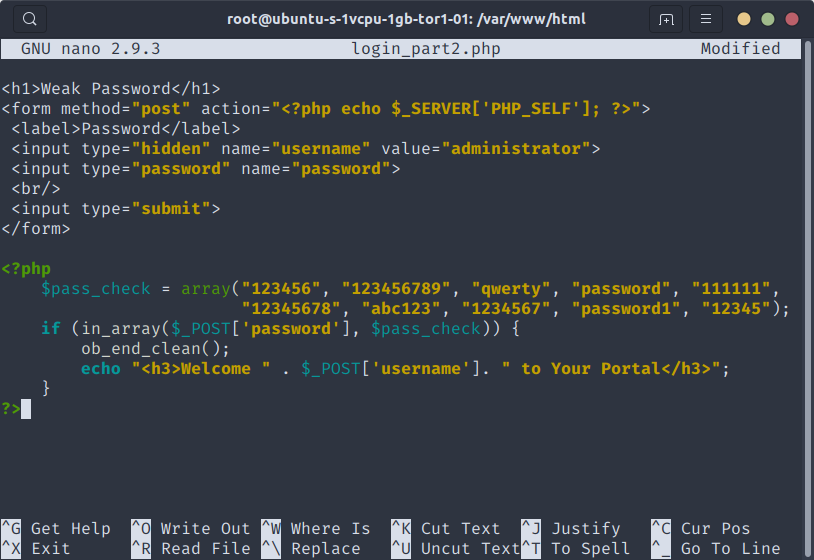 root@ubuntu-s-1vcpu-1gb-tor1-01: /var/www/html
GNU nano 2.9.3 login_part2.php Modified
<h1>Weak Password</h1>
<form method="post" action="<?php echo $_SERVER['PHP_SELF']; ?>">
 <label>Password</label>
 <input type="hidden" name="username" value="administrator">
 <input type="password" name="password">
 <br/>
 <input type="submit">
</form>
<?php
    $pass_check = array("123456", "123456789", "qwerty", "password", "111111",
                        "12345678", "abc123", "1234567", "password1", "12345");
    if (in_array($_POST['password'], $pass_check)) {
        ob_end_clean();
        echo "<h3>Welcome " . $_POST['username']. " to Your Portal</h3>";
    }
?>
^G Get Help ^O Write Out ^W Where Is ^K Cut Text ^J Justify ^C Cur Pos
^X Exit ^R Read File ^\ Replace ^U Uncut Text ^T To Spell ^_ Go To Line